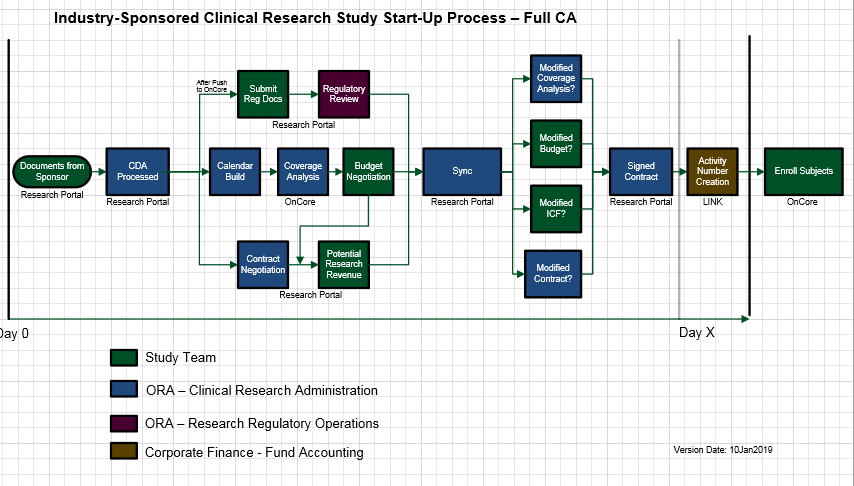 Industry-Sponsored Clinical Research Study Start-Up Process – Full CA
After Push
to OnCore
Submit
Reg Docs
Regulatory
Review
Research Portal
Documents from
Sponsor
Research Portal
CDA
Processed
Research Portal
Calendar
Build
Coverage
Analysis
OnCore
Budget
Negotiation
Contract
Negotiation
Potential
Research
Revenue
Research Portal
Sync
Research Portal
Modified
Coverage
Analysis?
Modified
Budget?
Modified
ICF?
Modified
Contract?
Signed
Contract
Research Portal
Activity
Number
Creation
LINK
Enroll Subjects
OnCore
Day 0
Day X
Study Team
ORA – Clinical Research Administration
ORA – Research Regulatory Operations
Corporate Finance - Fund Accounting
Version Date: 10Jan2019